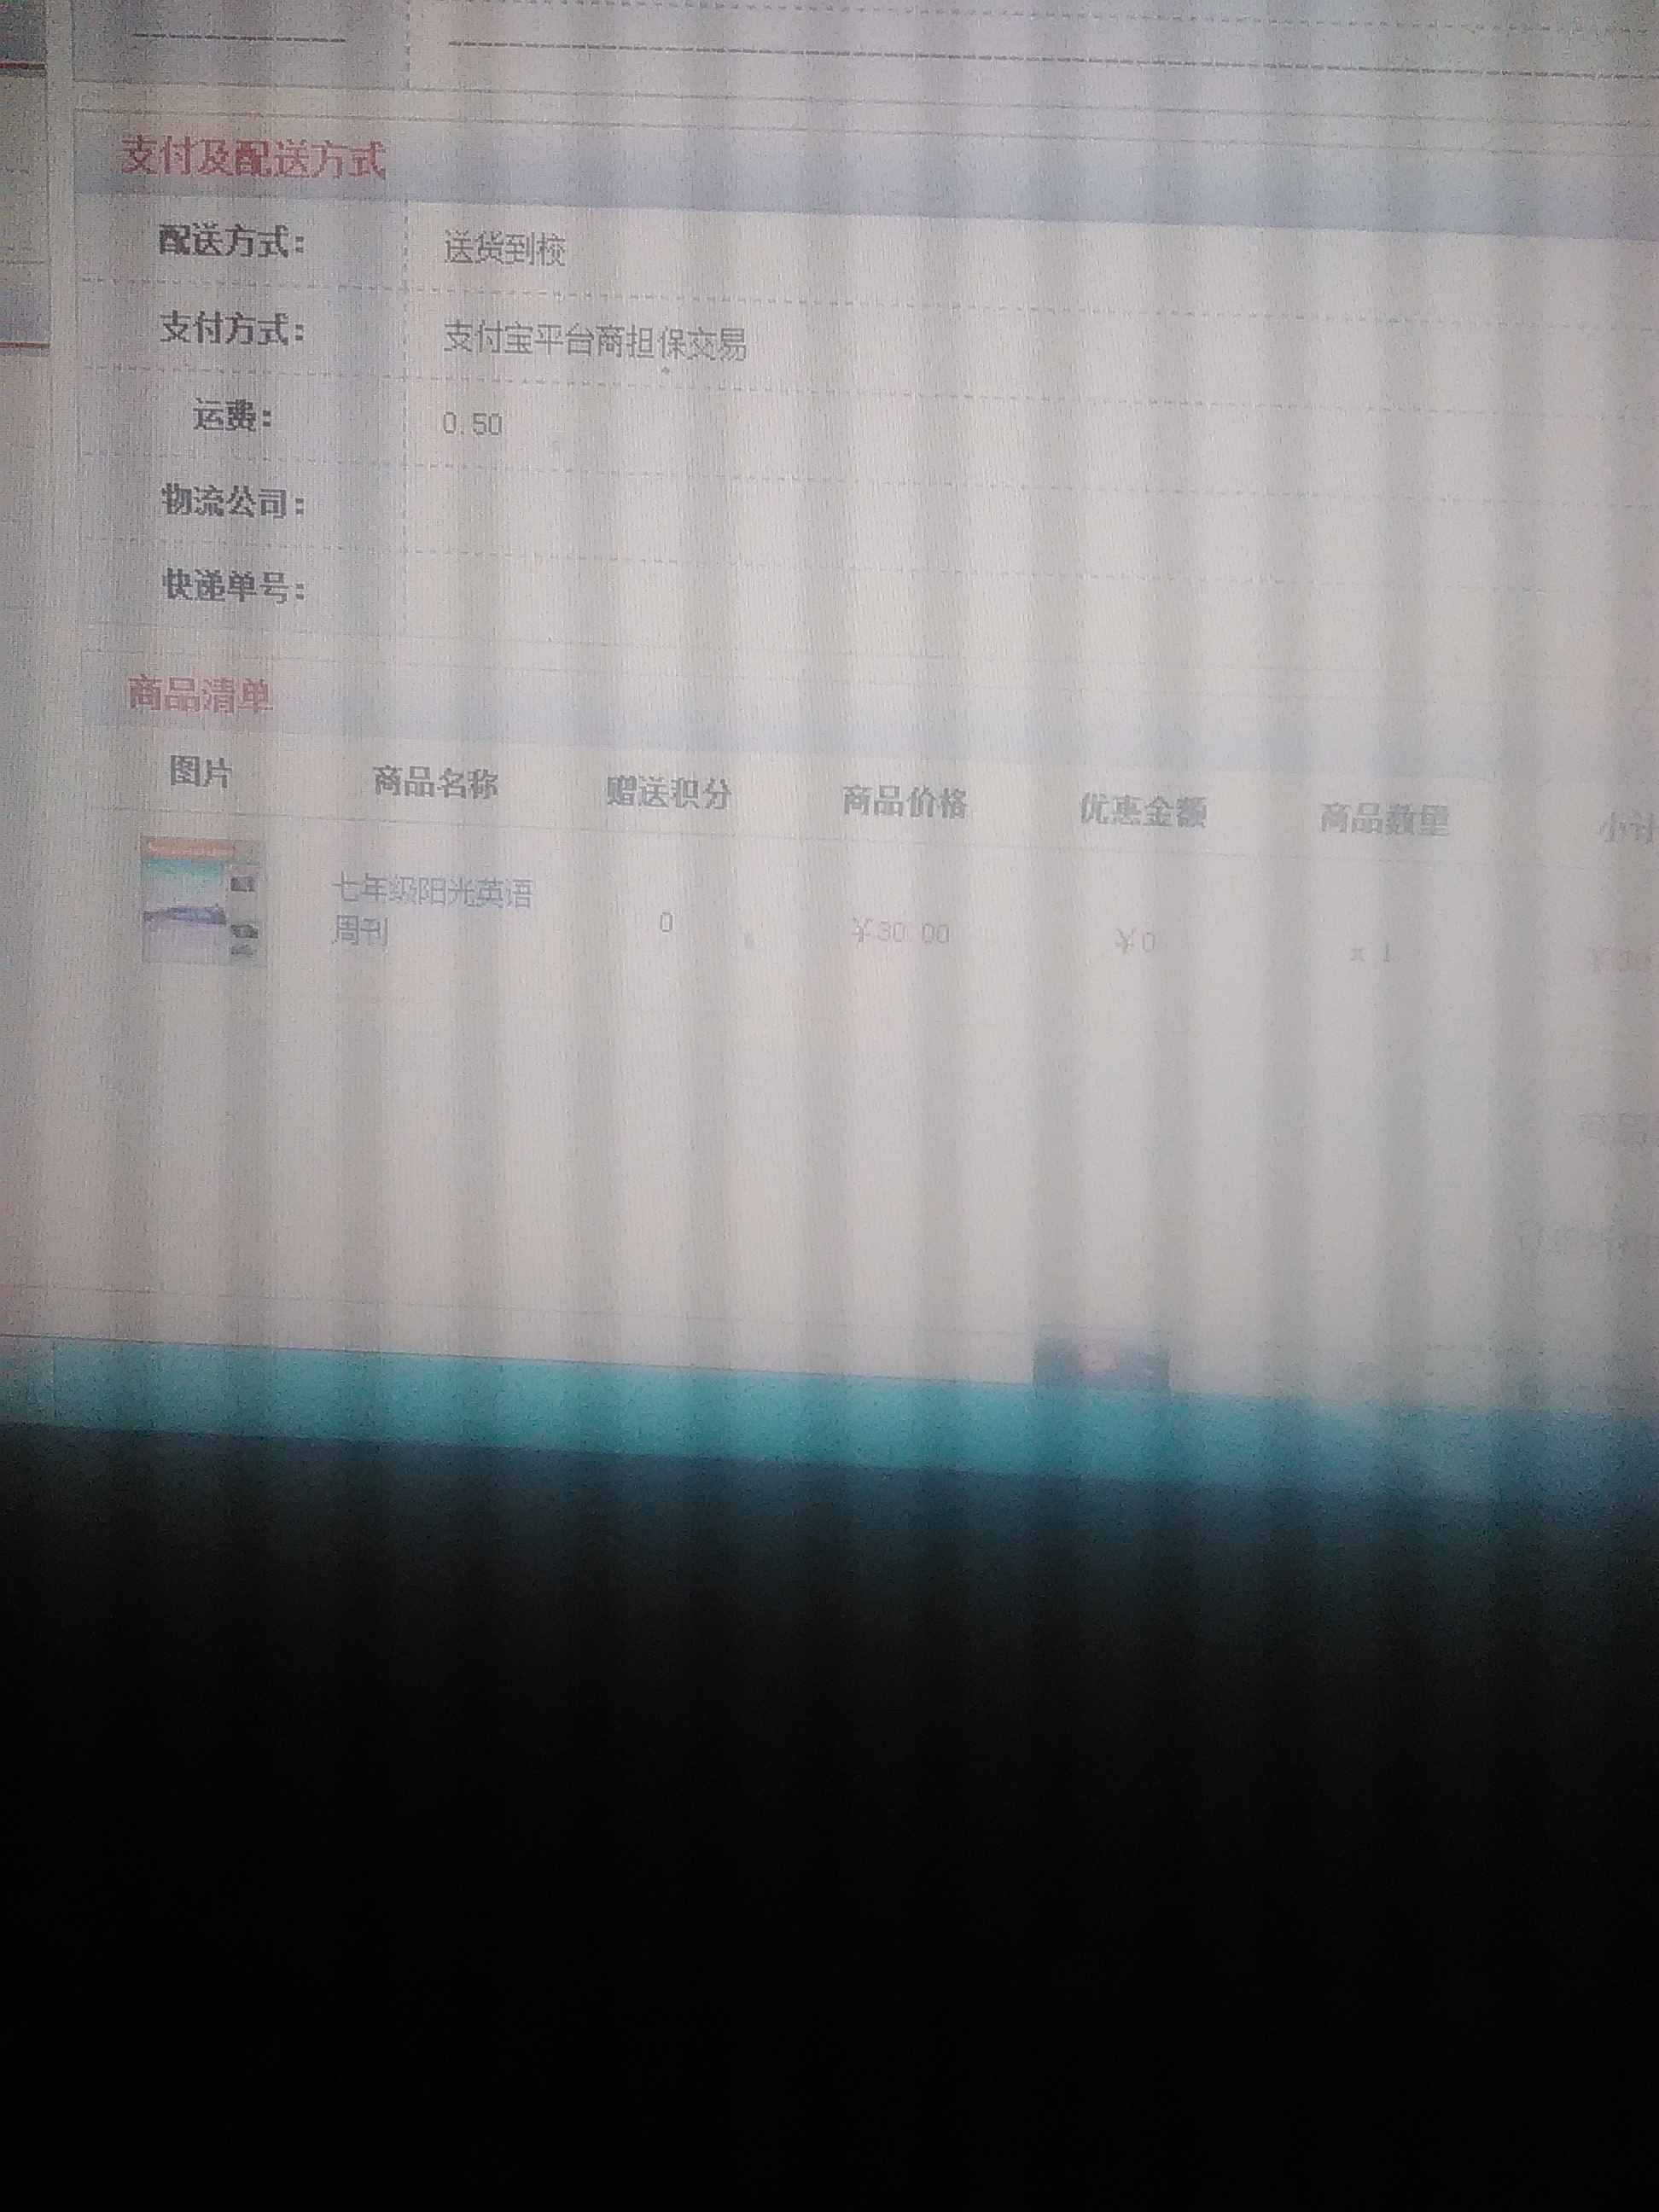 支付及配送方式
配送方式： 送货到校
支付方式： 支付宝平台商担保交易
运费： 0.50
物流公司：
快递单号：
商品清单
图片 商品名称 赠送积分 商品价格 优惠金额 商品数量 小计
七年级阳光英语 0 ￥30.00 ￥0 x 1
周刊